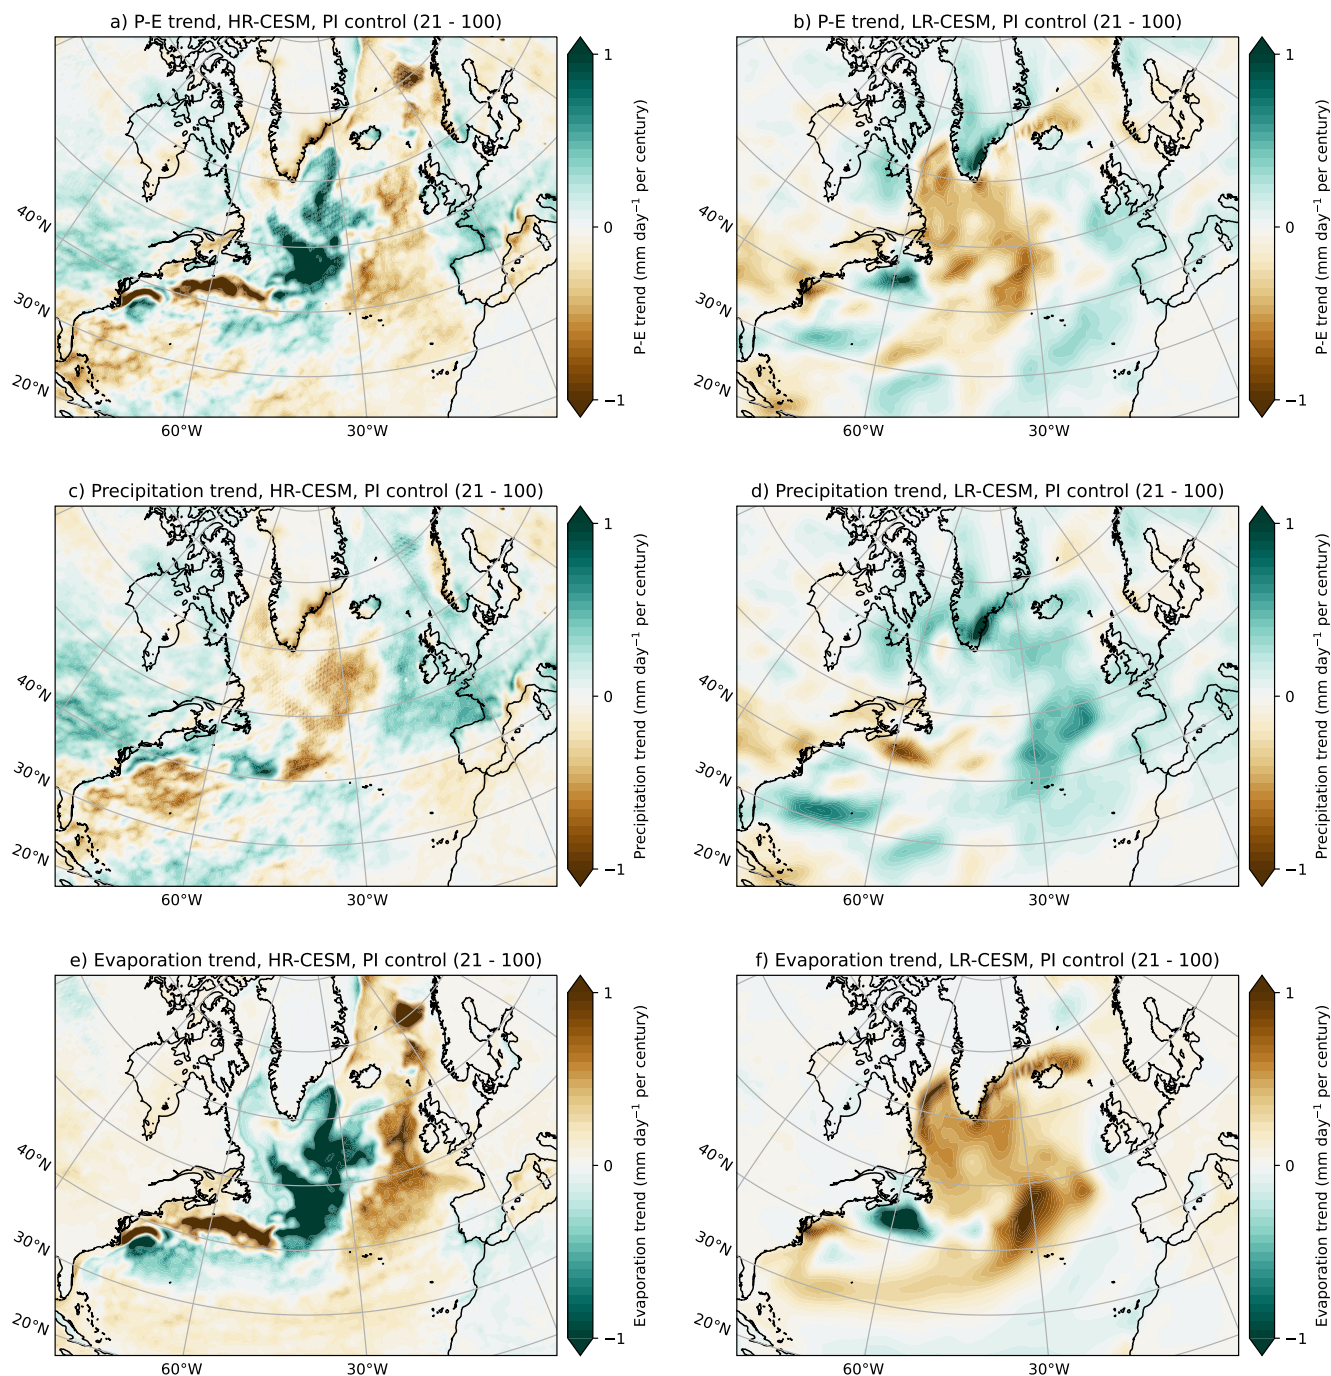 a) P-E trend, HR-CESM, PI control (21 - 100)
b) P-E trend, LR-CESM, PI control (21 - 100)
40°N
30°N
20°N
60°W
30°W
1
0
−1
P-E trend (mm day⁻¹ per century)
40°N
30°N
20°N
60°W
30°W
1
0
−1
P-E trend (mm day⁻¹ per century)
c) Precipitation trend, HR-CESM, PI control (21 - 100)
d) Precipitation trend, LR-CESM, PI control (21 - 100)
40°N
30°N
20°N
60°W
30°W
1
0
−1
Precipitation trend (mm day⁻¹ per century)
40°N
30°N
20°N
60°W
30°W
1
0
−1
Precipitation trend (mm day⁻¹ per century)
e) Evaporation trend, HR-CESM, PI control (21 - 100)
f) Evaporation trend, LR-CESM, PI control (21 - 100)
40°N
30°N
20°N
60°W
30°W
1
0
−1
Evaporation trend (mm day⁻¹ per century)
40°N
30°N
20°N
60°W
30°W
1
0
−1
Evaporation trend (mm day⁻¹ per century)